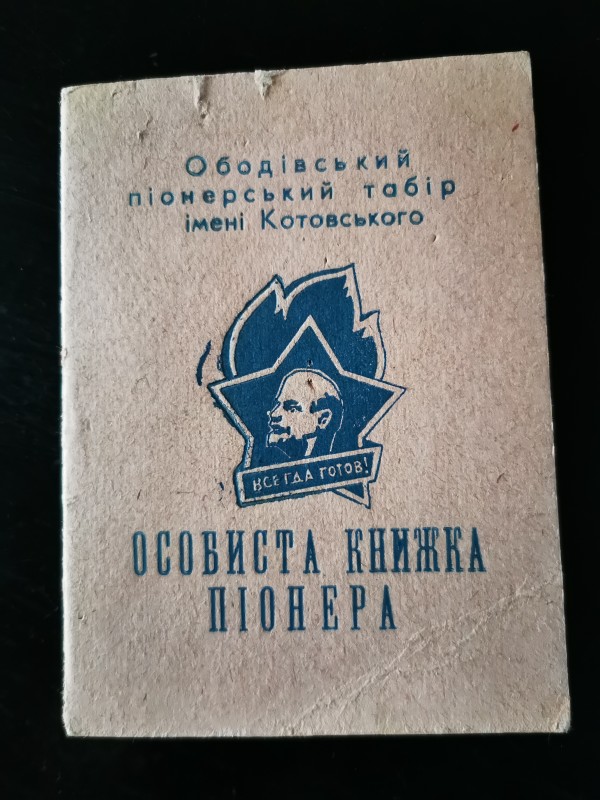 Ободівський
піонерський табір
імені Котовського
ВСЕГДА ГОТОВ!
ОСОБИСТА КНИЖКА
ПІОНЕРА